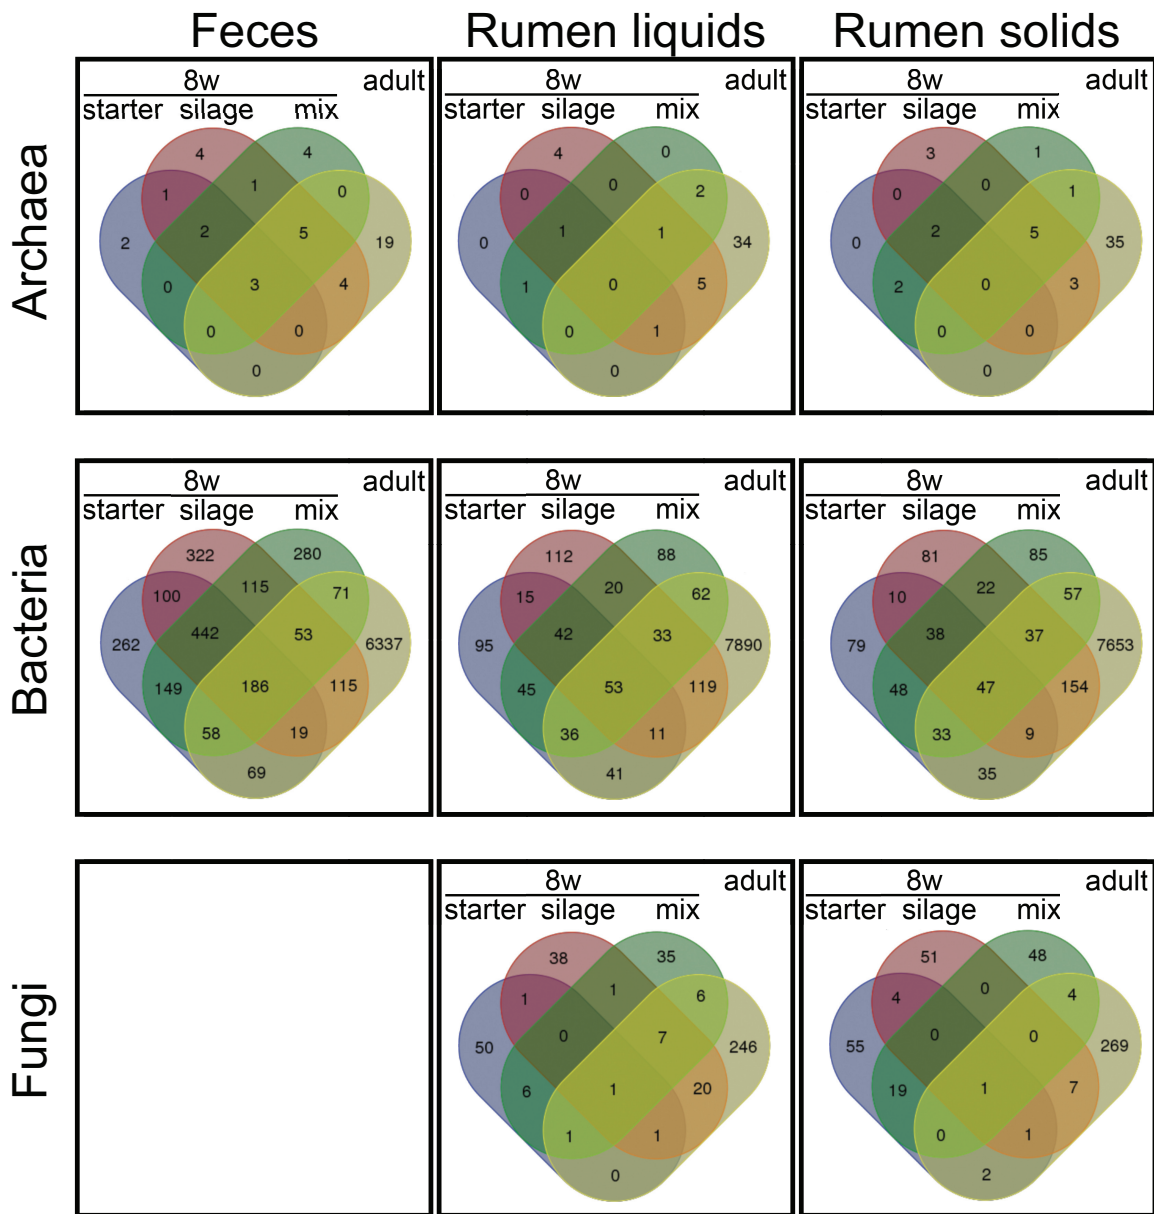 Feces Rumen liquids Rumen solids
Archaea
8w adult
starter silage mix
4 4
1 1 0
2 2 5 19
0 3 4
0 0
0
8w adult
starter silage mix
4 0
0 0 2
0 1 1 34
1 0 5
0 1
0
8w adult
starter silage mix
3 1
0 0 1
0 2 5 35
2 0 3
0 0
0
Bacteria
8w adult
starter silage mix
322 280
100 115 71
262 442 53 6337
149 186 115
58 19
69
8w adult
starter silage mix
112 88
15 20 62
95 42 33 7890
45 53 119
36 11
41
8w adult
starter silage mix
81 85
10 22 57
79 38 37 7653
48 47 154
33 9
35
Fungi
8w adult
starter silage mix
38 35
1 1 6
50 0 7 246
6 1 20
1 1
0
8w adult
starter silage mix
51 48
4 0 4
55 0 0 269
19 1 7
0 1
2